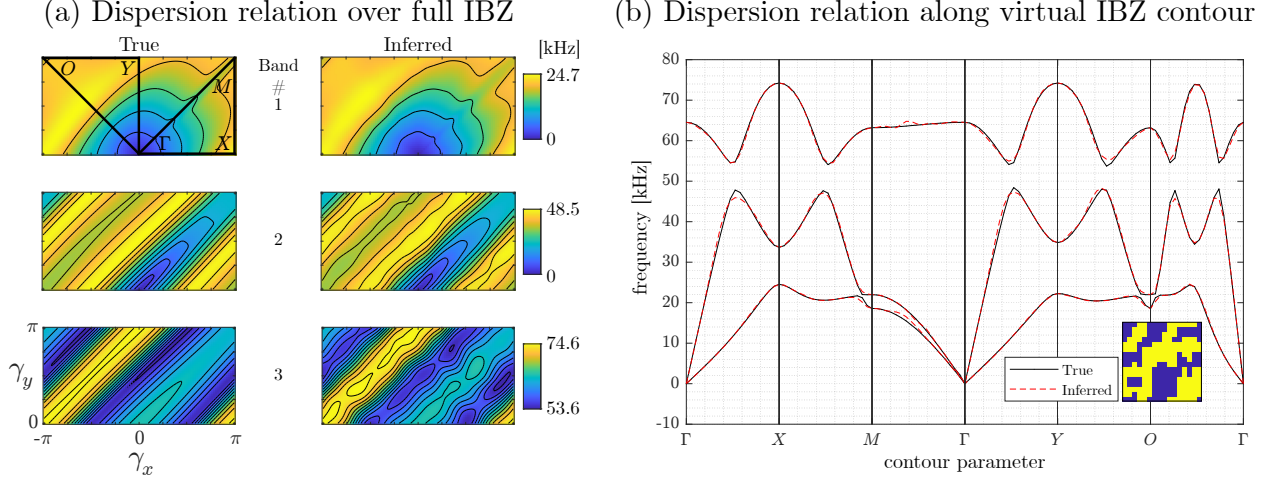 (a) Dispersion relation over full IBZ
True
Inferred
[kHz]
Band
#
1
O
Y
M
Γ
X
24.7
0
2
48.5
0
3
74.6
53.6
π
γ_y
0
-π
0
π
γ_x
(b) Dispersion relation along virtual IBZ contour
80
70
60
50
40
30
20
10
0
-10
frequency [kHz]
True
Inferred
Γ
X
M
Γ
Y
O
Γ
contour parameter